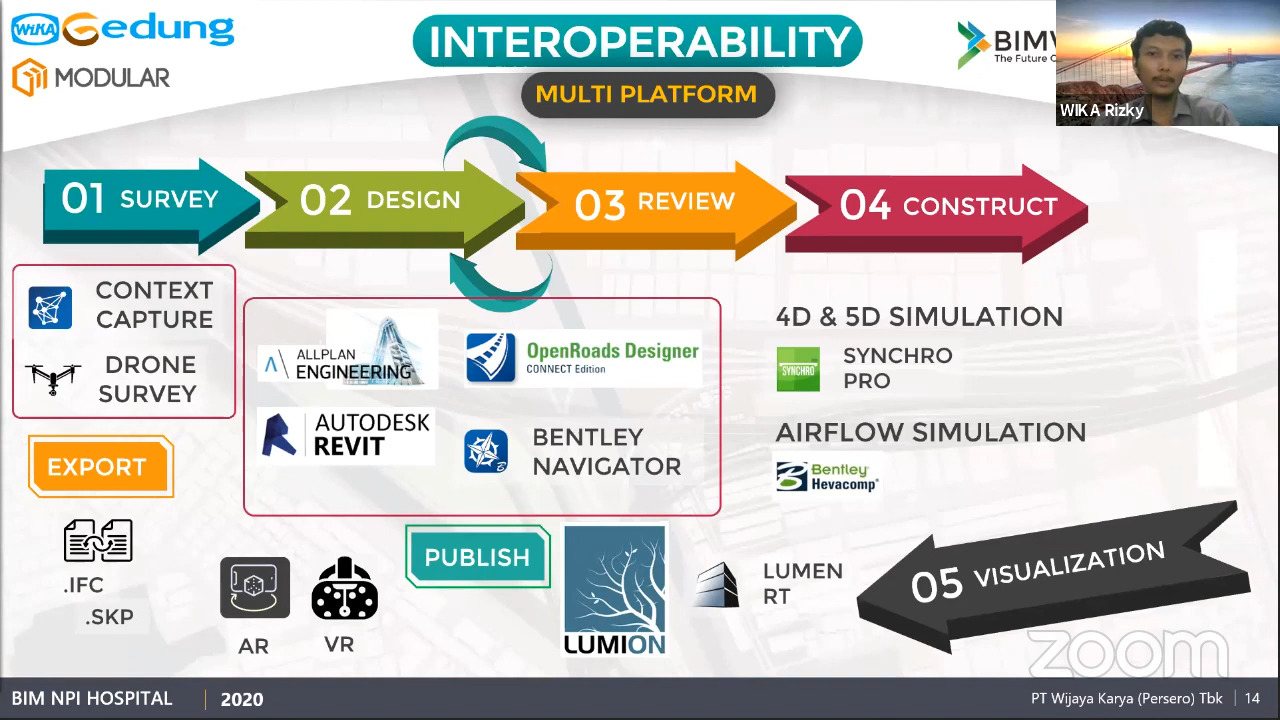 WIKA Gedung
MODULAR
INTEROPERABILITY
MULTI PLATFORM
BIMV
The Future
WIKA Rizky
01 SURVEY
02 DESIGN
03 REVIEW
04 CONSTRUCT
CONTEXT
CAPTURE
DRONE
SURVEY
ALLPLAN
ENGINEERING
OpenRoads Designer
CONNECT Edition
AUTODESK
REVIT
BENTLEY
NAVIGATOR
4D & 5D SIMULATION
SYNCHRO
SYNCHRO
PRO
AIRFLOW SIMULATION
Bentley
Hevacomp
EXPORT
.IFC
.SKP
AR
VR
PUBLISH
LUMION
LUMEN
RT
05 VISUALIZATION
zoom
BIM NPI HOSPITAL
2020
PT Wijaya Karya (Persero) Tbk
14